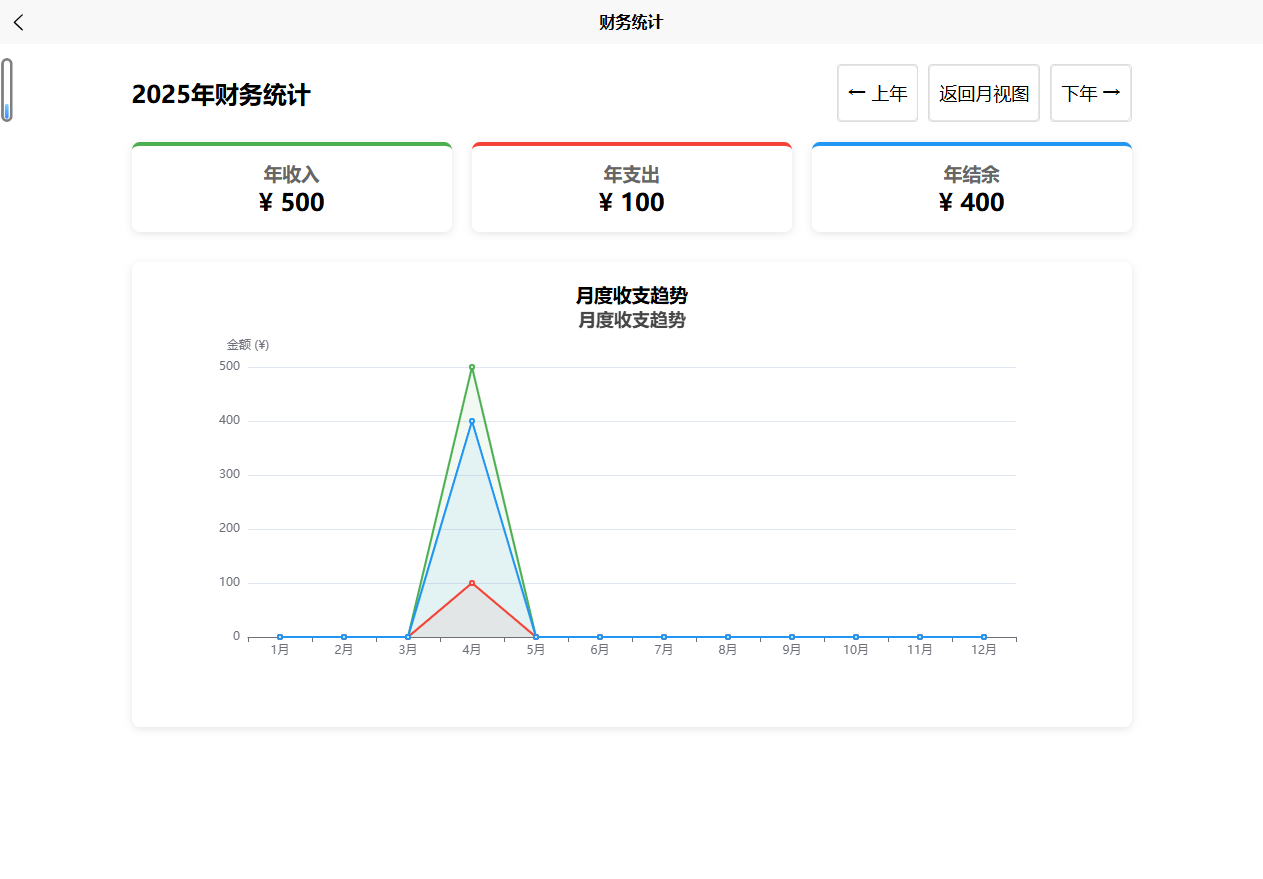 财务统计
2025年财务统计
← 上年
返回月视图
下年 →
年收入
¥ 500
年支出
¥ 100
年结余
¥ 400
月度收支趋势
月度收支趋势
金额 (¥)
500
400
300
200
100
0
1月 2月 3月 4月 5月 6月 7月 8月 9月 10月 11月 12月